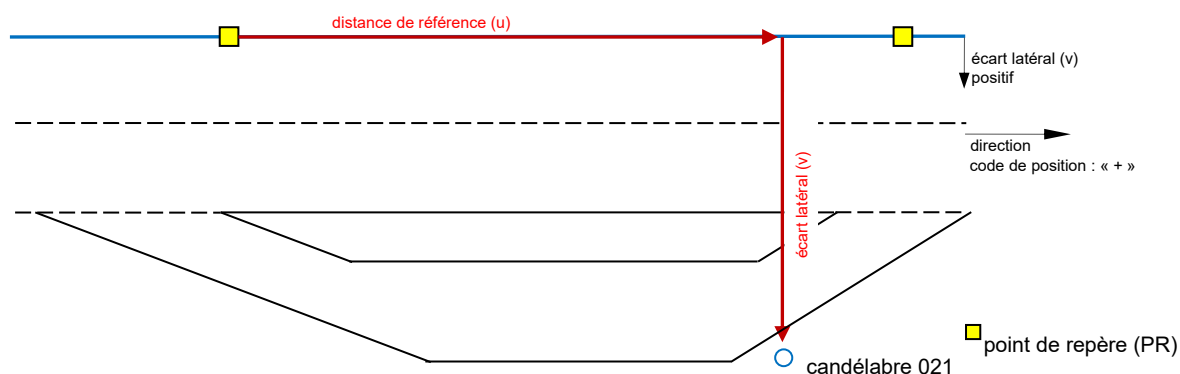 distance de référence (u)
écart latéral (v)
positif
direction
code de position : « + »
écart latéral (v)
point de repère (PR)
candélabre 021